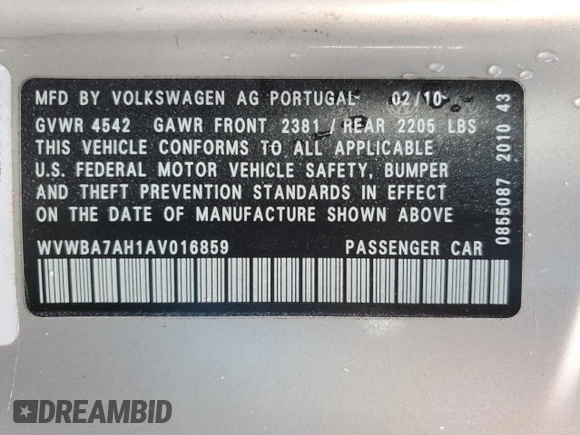 MFD BY VOLKSWAGEN AG PORTUGAL 02/10
GVWR 4542 GAWR FRONT 2381 / REAR 2205 LBS
THIS VEHICLE CONFORMS TO ALL APPLICABLE
U.S. FEDERAL MOTOR VEHICLE SAFETY, BUMPER
AND THEFT PREVENTION STANDARDS IN EFFECT
ON THE DATE OF MANUFACTURE SHOWN ABOVE
WVWBA7AH1AV016859 PASSENGER CAR
0855087 2010 43
DREAMBID